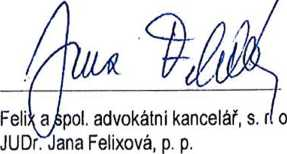 Jana
Felix a spol. advokátní kancelář, s. r. o
JUDr. Jana Felixová, p. p.